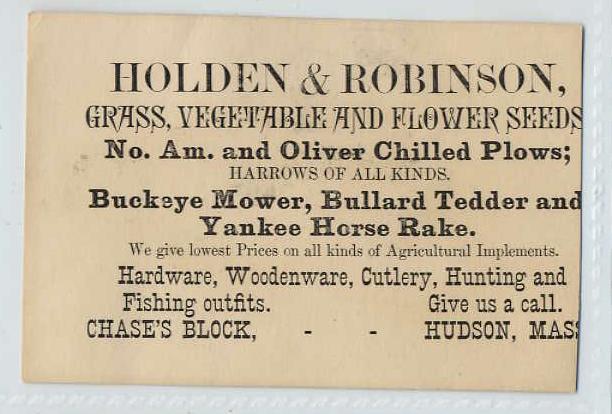 HOLDEN & ROBINSON,
GRASS, VEGETABLE AND FLOWER SEEDS
No. Am. and Oliver Chilled Plows;
HARROWS OF ALL KINDS.
Buckeye Mower, Bullard Tedder and
Yankee Horse Rake.
We give lowest Prices on all kinds of Agricultural Implements.
Hardware, Woodenware, Cutlery, Hunting and
Fishing outfits. Give us a call.
CHASE'S BLOCK, - - HUDSON, MASS